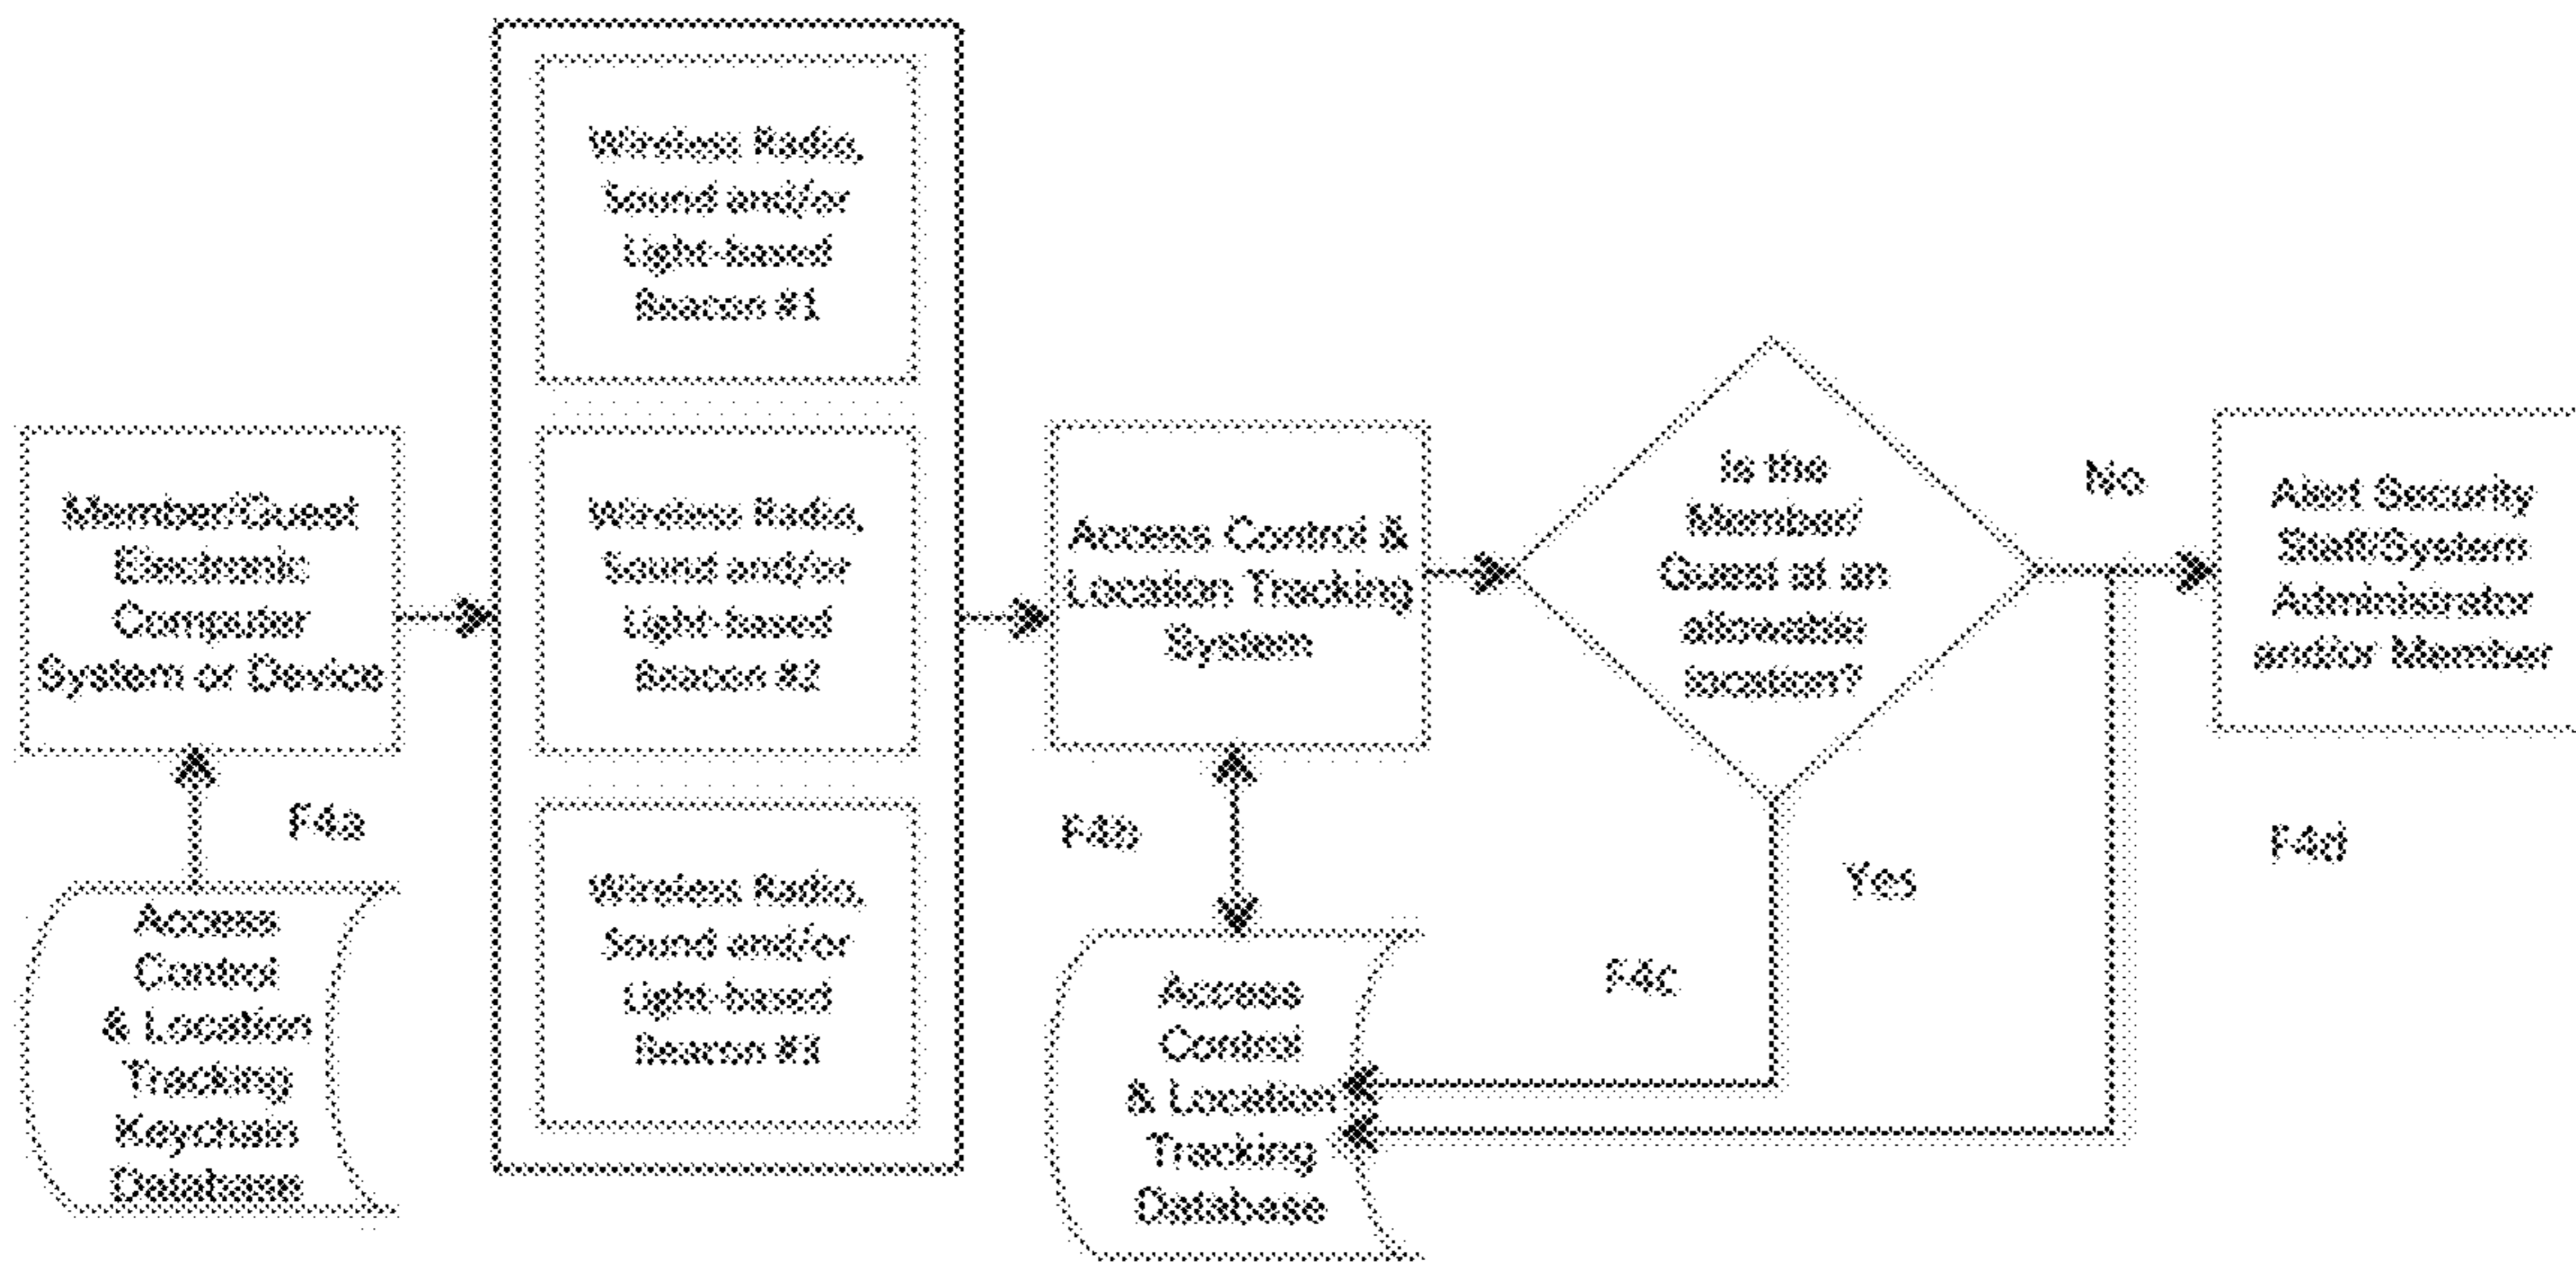 Wireless Radio,
Sound and/or
Light-based
Beacon #1
Member/Guest
Electronic
Computer
System or Device
Wireless Radio,
Sound and/or
Light-based
Beacon #2
Access Control &
Location Tracking
System
Is the
Member/
Guest at an
allowable
location?
No
Alert Security
Staff/System
Administrator
and/or Member
F4a
F4b
F4d
Yes
Access
Control
& Location
Tracking
Keychain
Database
Wireless Radio,
Sound and/or
Light-based
Beacon #3
F4c
Access
Control
& Location
Tracking
Database